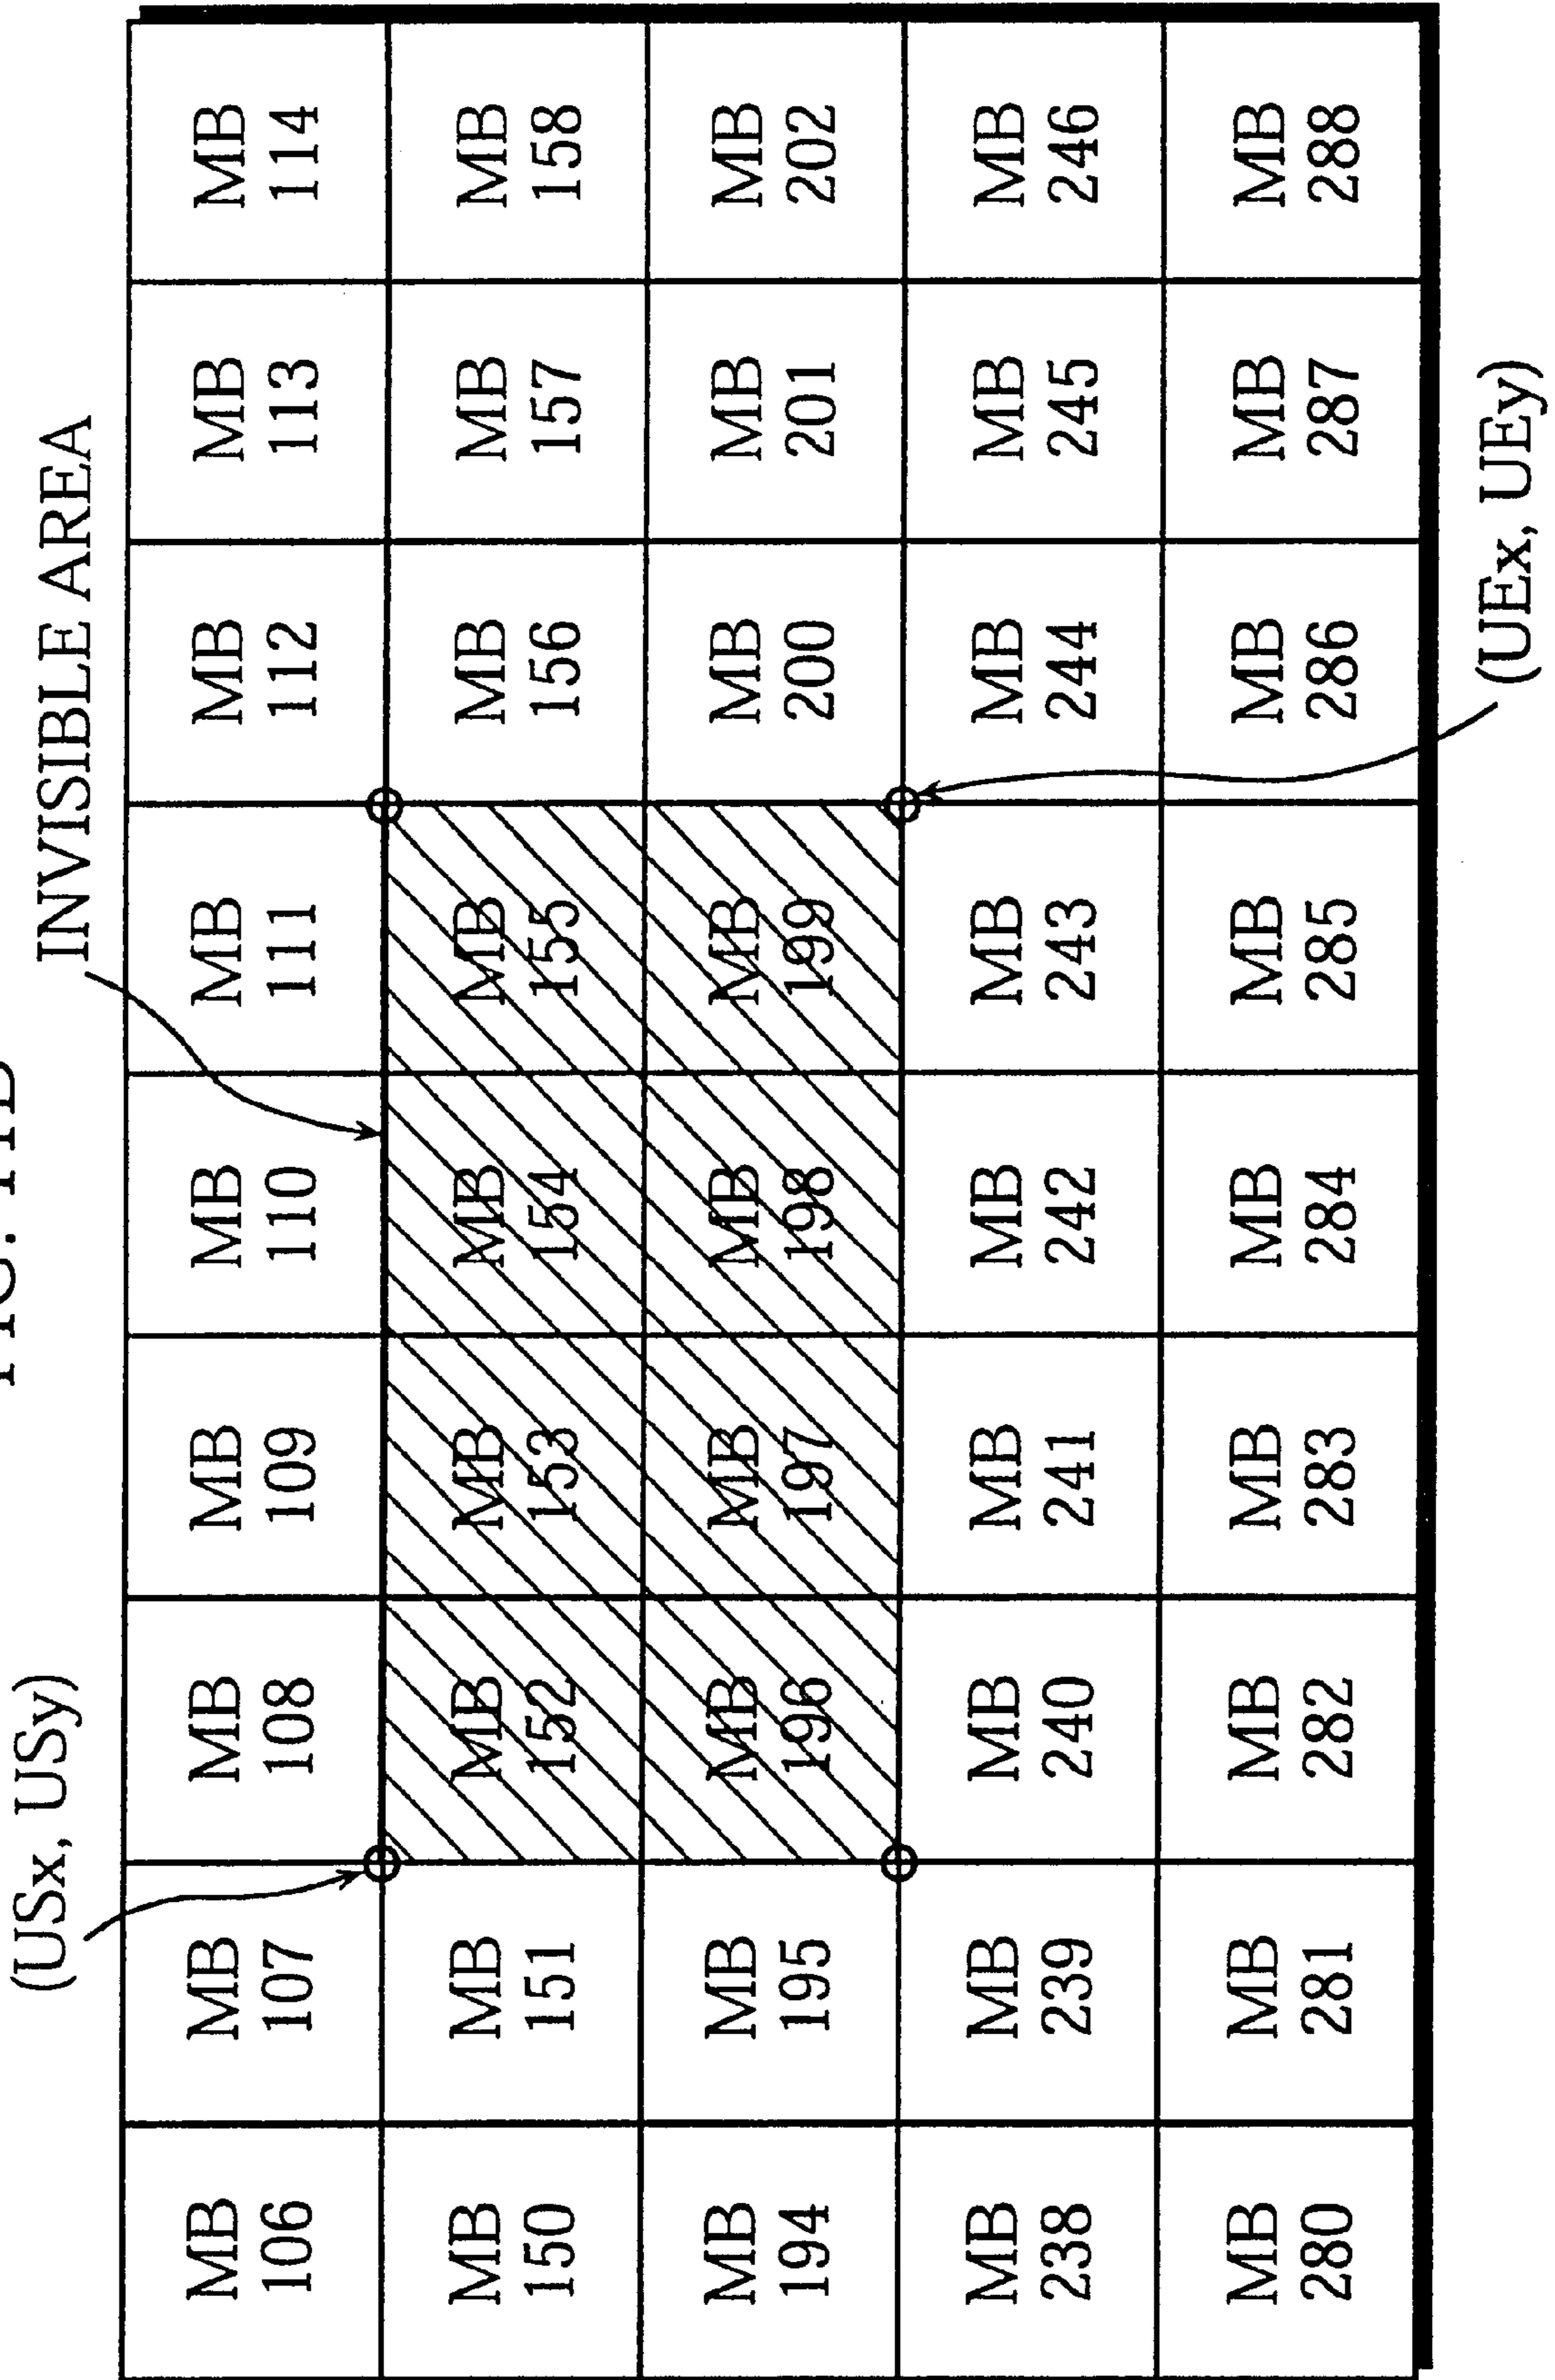 (USx, USy)
INVISIBLE AREA
MB MB MB MB MB MB MB MB MB
106 107 108 109 110 111 112 113 114
MB MB MB MB MB MB MB MB MB
150 151 152 153 154 155 156 157 158
MB MB MB MB MB MB MB MB MB
194 195 196 197 198 199 200 201 202
MB MB MB MB MB MB MB MB MB
238 239 240 241 242 243 244 245 246
MB MB MB MB MB MB MB MB MB
280 281 282 283 284 285 286 287 288
(UEx, UEy)